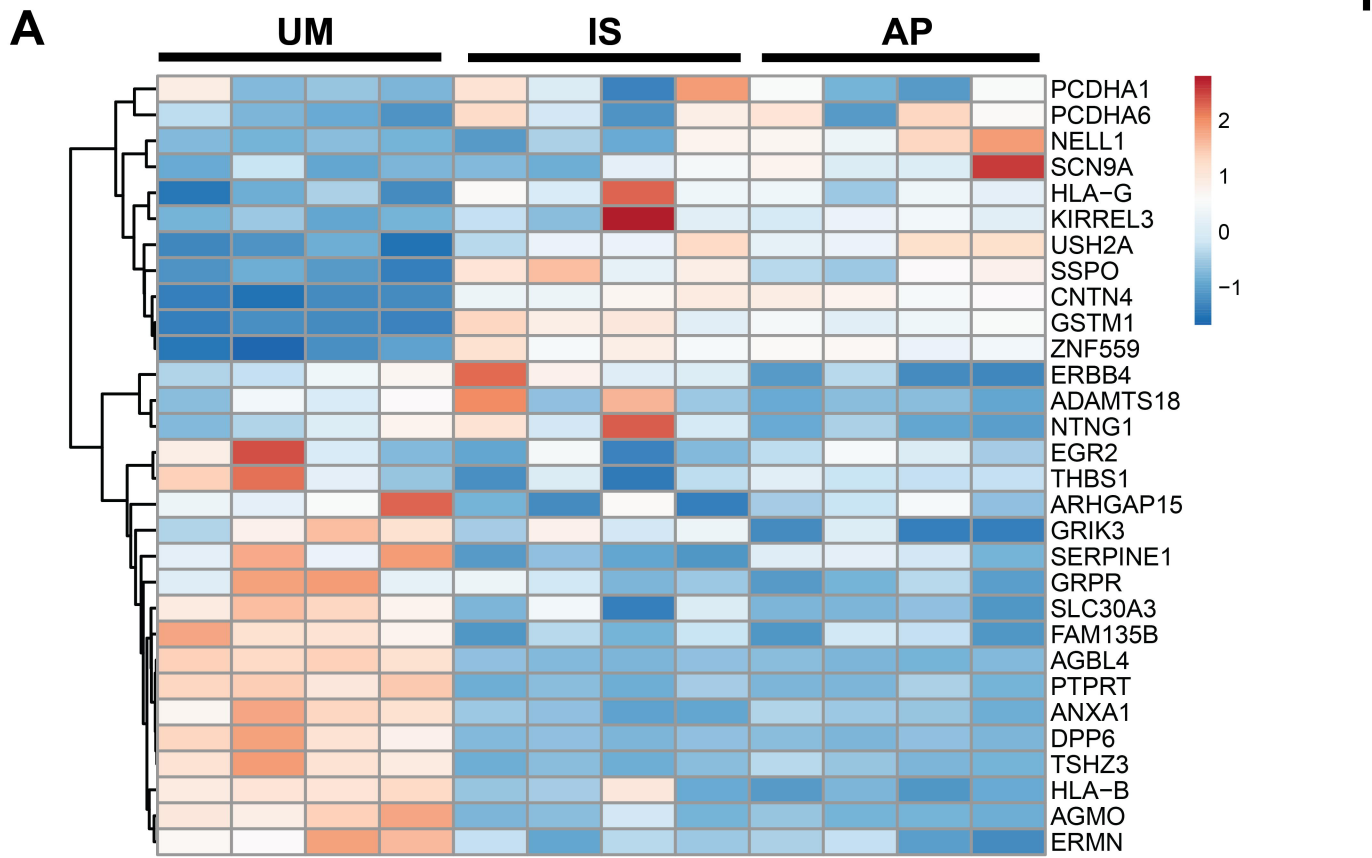 A
UM IS AP
PCDHA1
PCDHA6
NELL1
SCN9A
HLA−G
KIRREL3
USH2A
SSPO
CNTN4
GSTM1
ZNF559
ERBB4
ADAMTS18
NTNG1
EGR2
THBS1
ARHGAP15
GRIK3
SERPINE1
GRPR
SLC30A3
FAM135B
AGBL4
PTPRT
ANXA1
DPP6
TSHZ3
HLA−B
AGMO
ERMN
2
1
0
−1